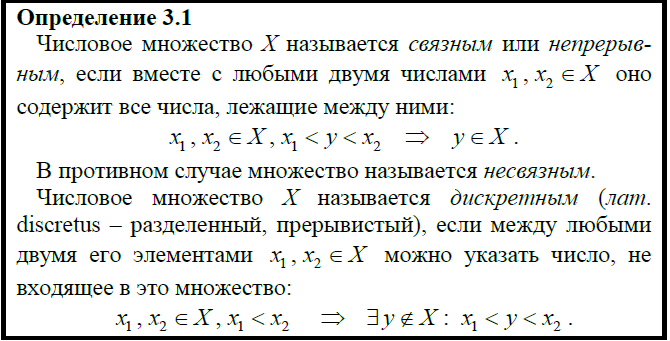 Определение 3.1
Числовое множество X называется связным или непрерыв-
ным, если вместе с любыми двумя числами x₁ , x₂ ∈ X оно
содержит все числа, лежащие между ними:
x₁ , x₂ ∈ X , x₁ < y < x₂ ⇒ y ∈ X .
В противном случае множество называется несвязным.
Числовое множество X называется дискретным (лат.
discretus – разделенный, прерывистый), если между любыми
двумя его элементами x₁ , x₂ ∈ X можно указать число, не
входящее в это множество:
x₁ , x₂ ∈ X , x₁ < x₂ ⇒ ∃ y ∉ X : x₁ < y < x₂ .